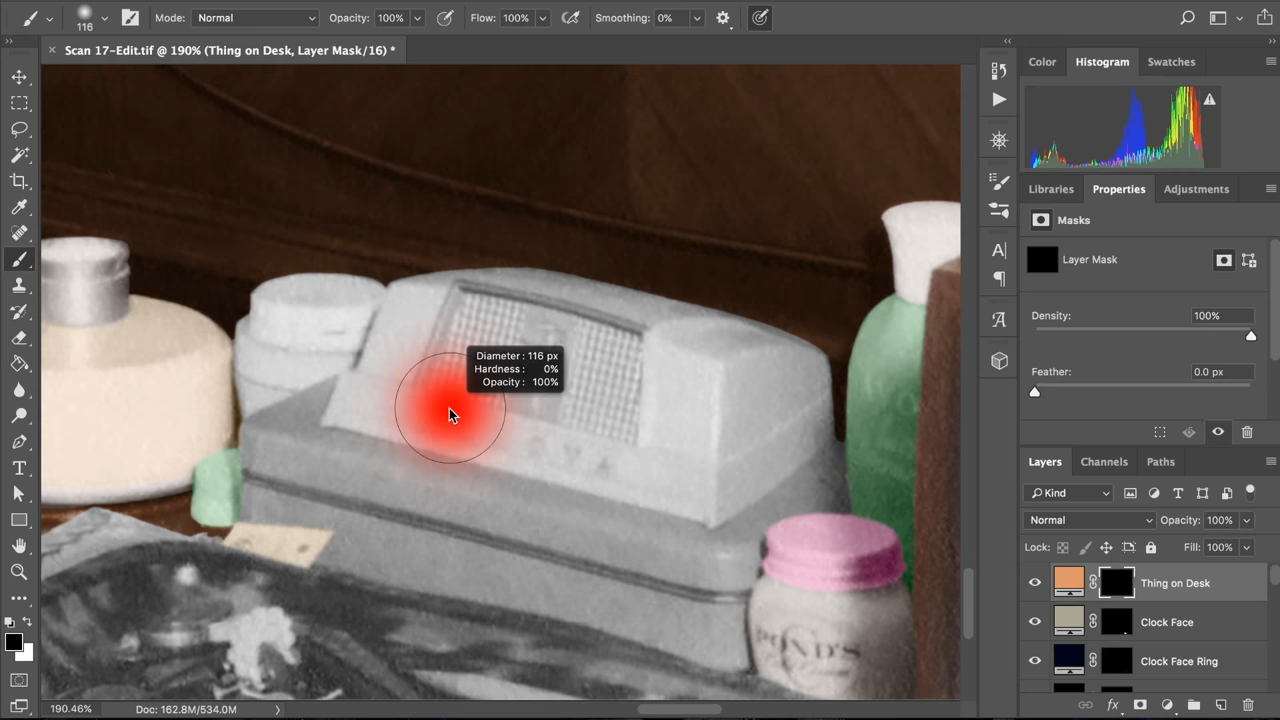 116
Mode: Normal
Opacity: 100%
Flow: 100%
Smoothing: 0%
Scan 17-Edit.tif @ 190% (Thing on Desk, Layer Mask/16) *
Color
Histogram
Swatches
Libraries
Properties
Adjustments
Masks
Layer Mask
Density: 100%
Feather: 0.0 px
Diameter: 116 px
Hardness: 0%
Opacity: 100%
POND'S
Layers
Channels
Paths
Kind
Normal
Opacity: 100%
Lock:
Fill: 100%
Thing on Desk
Clock Face
Clock Face Ring
fx
190.46%
Doc: 162.8M/534.0M